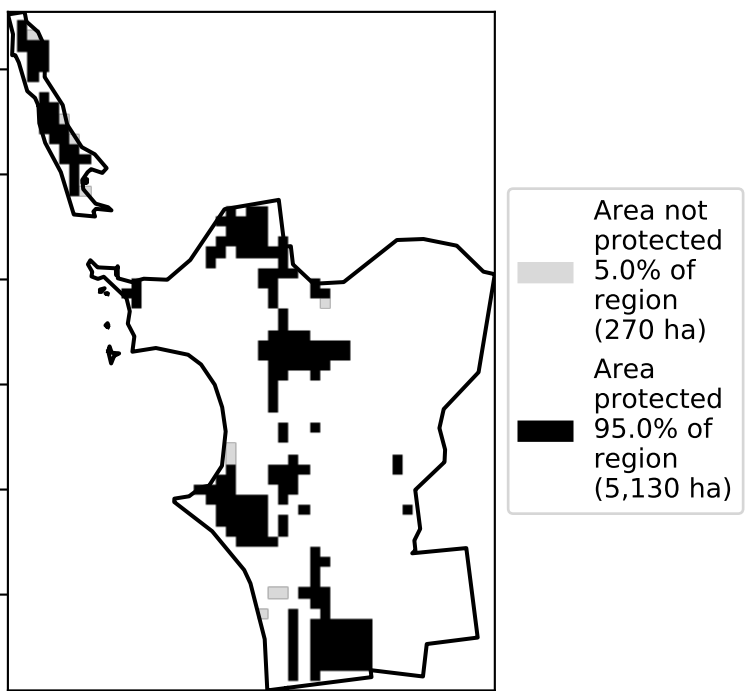 Area not
protected
5.0% of
region
(270 ha)
Area
protected
95.0% of
region
(5,130 ha)